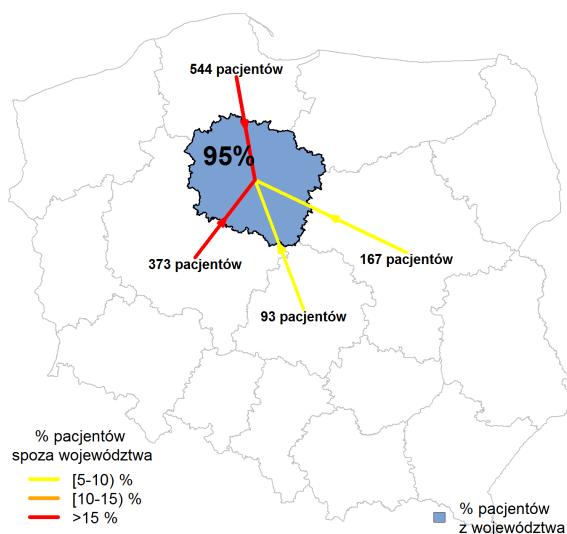 544 pacjentów
95%
373 pacjentów
167 pacjentów
93 pacjentów
% pacjentów
spoza województwa
[5-10) %
[10-15) %
>15 %
% pacjentów
z województwa